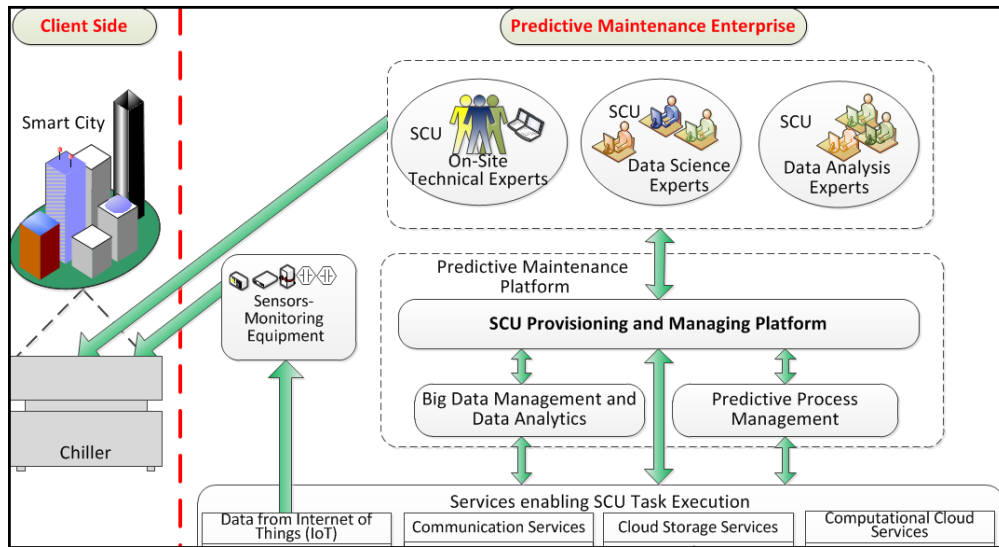 Client Side
Predictive Maintenance Enterprise
Smart City
SCU
On-Site
Technical Experts
SCU
Data Science
Experts
SCU
Data Analysis
Experts
Sensors-
Monitoring
Equipment
Predictive Maintenance
Platform
SCU Provisioning and Managing Platform
Big Data Management and
Data Analytics
Predictive Process
Management
Chiller
Services enabling SCU Task Execution
Data from Internet of
Things (IoT)
Communication Services
Cloud Storage Services
Computational Cloud
Services